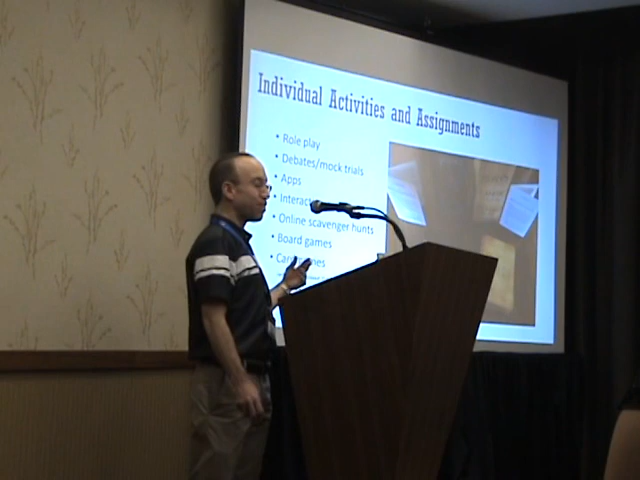 Individual Activities and Assignments
• Role play
• Debates/mock trials
• Apps
•
• Online scavenger hunts
• Board games
•